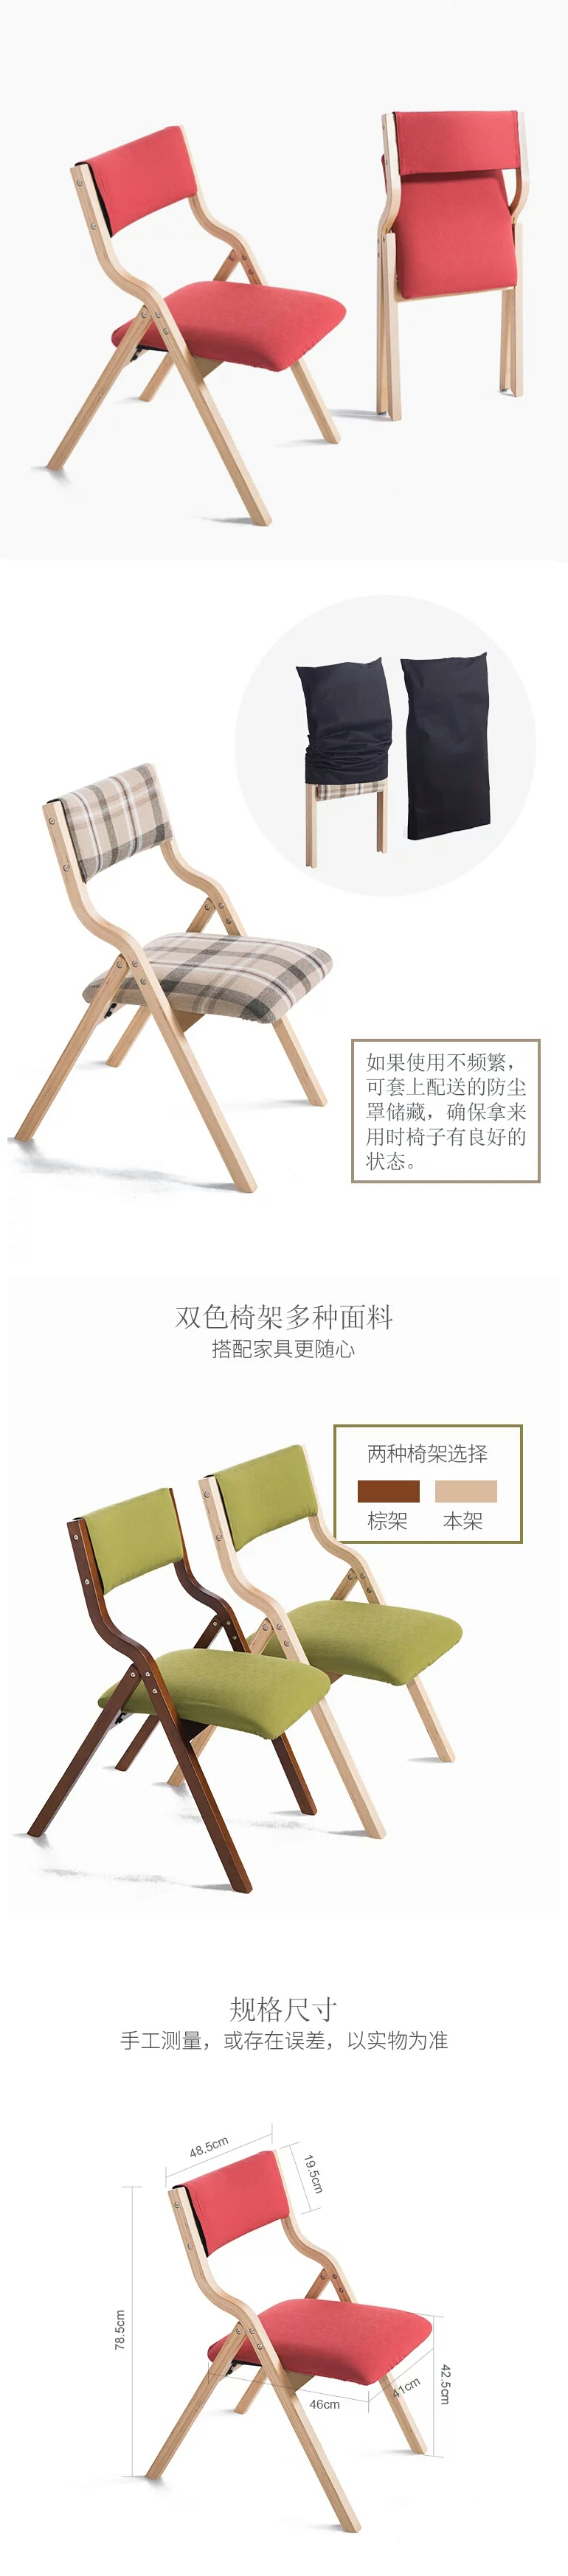 如果使用不频繁，
可套上配送的防尘
罩储藏，确保拿来
用时椅子有良好的
状态。
双色椅架多种面料
搭配家具更随心
两种椅架选择
棕架 本架
规格尺寸
手工测量，或存在误差，以实物为准
48.5cm
19.5cm
78.5cm
46cm
41cm
42.5cm